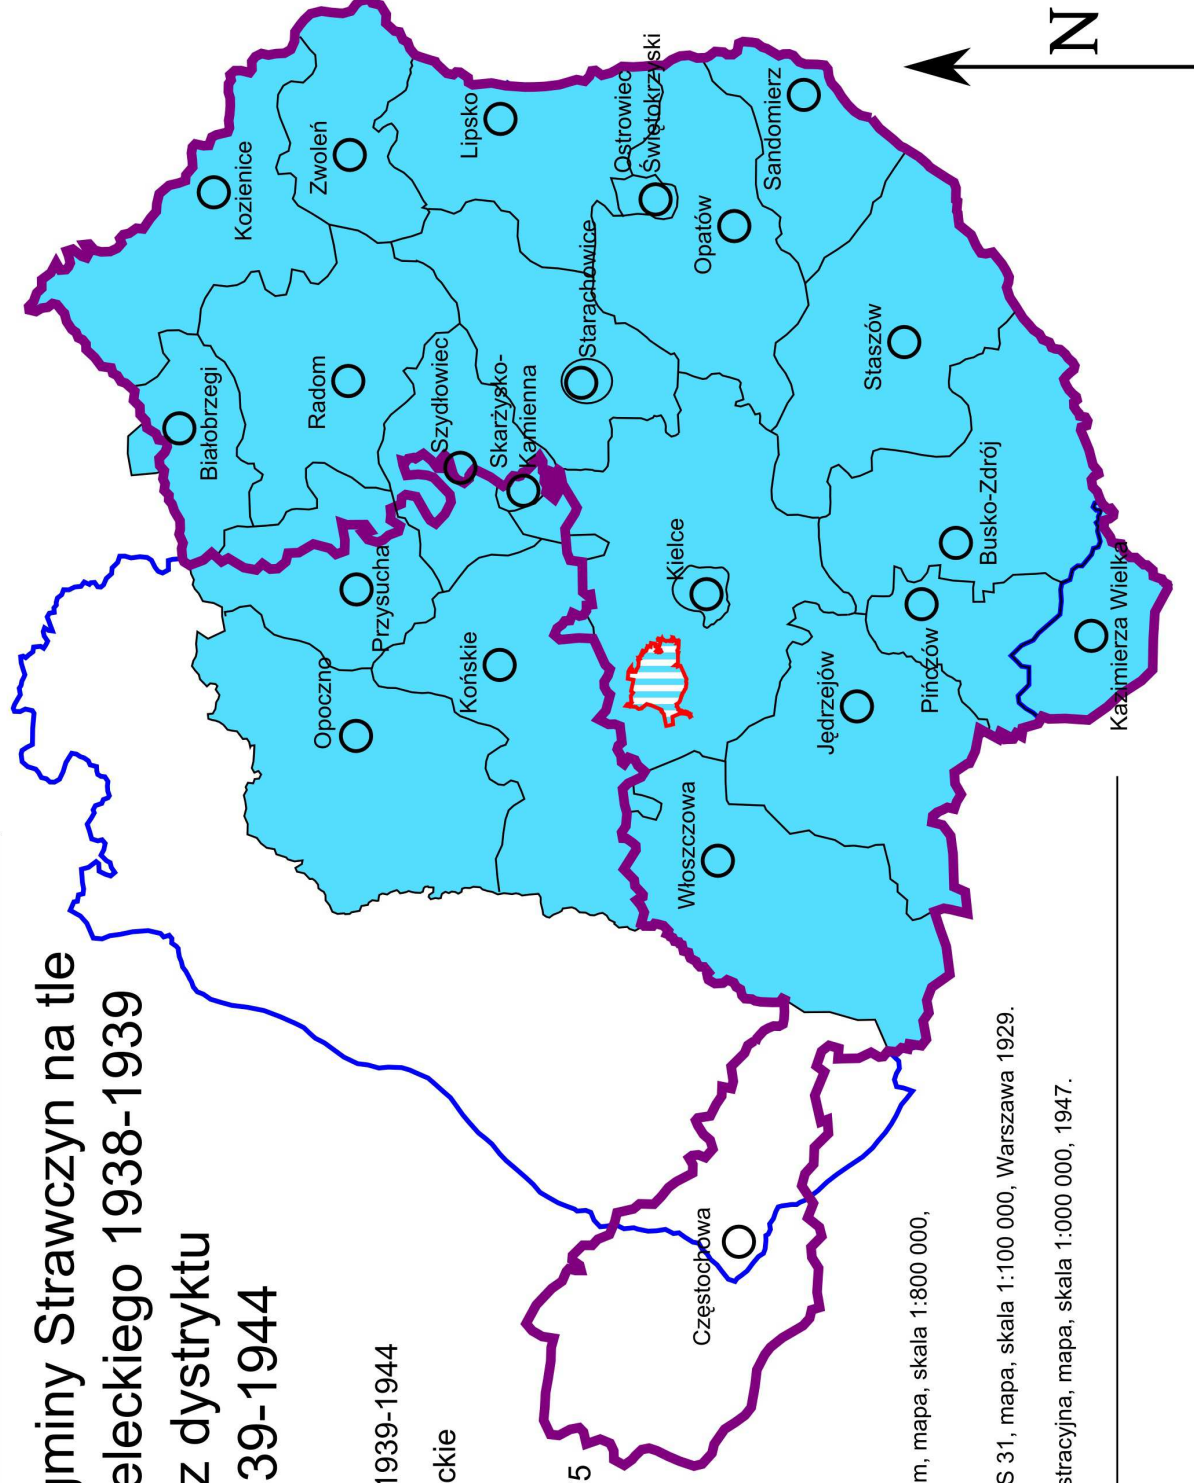 gminy Strawczyn na tle
eleckiego 1938-1939
z dystryktu
39-1944
1939-1944
ckie
5
m, mapa, skala 1:800 000,
S 31, mapa, skala 1:100 000, Warszawa 1929.
stracyjna, mapa, skala 1:000 000, 1947.
N
Białobrzegi
Kozienice
Zwoleń
Radom
Lipsko
Przysucha
Opoczno
Szydłowiec
Skarżysko-
Kamienna
Końskie
Starachowice
Ostrowiec
Świętokrzyski
Opatów
Sandomierz
Kielce
Włoszczowa
Staszów
Jędrzejów
Pińczów
Busko-Zdrój
Kazimierza Wielka
Częstochowa